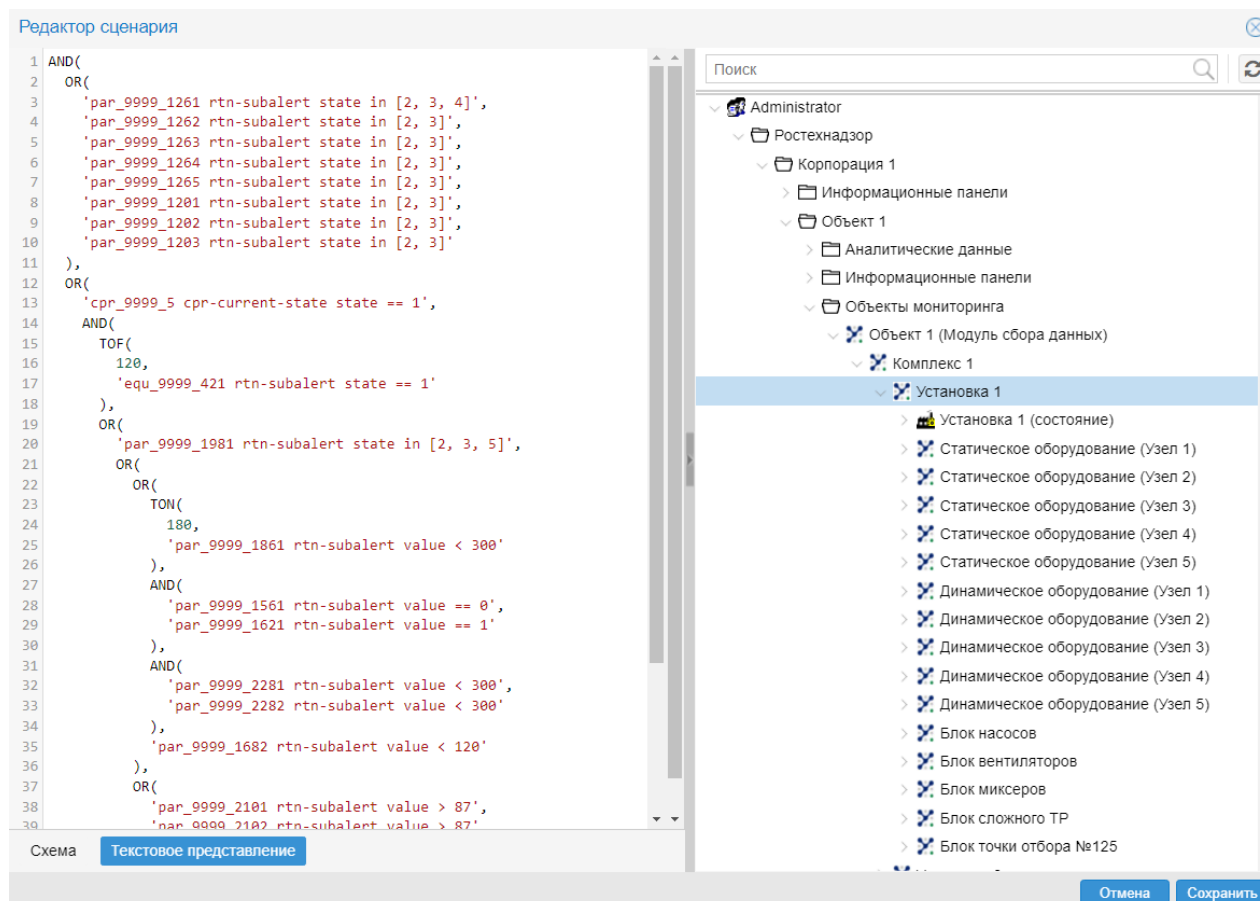 Редактор сценария
1 AND(
2 OR(
3 'par_9999_1261 rtn-subalert state in [2, 3, 4]',
4 'par_9999_1262 rtn-subalert state in [2, 3]',
5 'par_9999_1263 rtn-subalert state in [2, 3]',
6 'par_9999_1264 rtn-subalert state in [2, 3]',
7 'par_9999_1265 rtn-subalert state in [2, 3]',
8 'par_9999_1201 rtn-subalert state in [2, 3]',
9 'par_9999_1202 rtn-subalert state in [2, 3]',
10 'par_9999_1203 rtn-subalert state in [2, 3]'
11 ),
12 OR(
13 'cpr_9999_5 cpr-current-state state == 1',
14 AND(
15 TOF(
16 120,
17 'equ_9999_421 rtn-subalert state == 1'
18 ),
19 OR(
20 'par_9999_1981 rtn-subalert state in [2, 3, 5]',
21 OR(
22 OR(
23 TON(
24 180,
25 'par_9999_1861 rtn-subalert value < 300'
26 ),
27 AND(
28 'par_9999_1561 rtn-subalert value == 0',
29 'par_9999_1621 rtn-subalert value == 1'
30 ),
31 AND(
32 'par_9999_2281 rtn-subalert value < 300',
33 'par_9999_2282 rtn-subalert value < 300'
34 ),
35 'par_9999_1682 rtn-subalert value < 120'
36 ),
37 OR(
38 'par_9999_2101 rtn-subalert value > 87',
39 'par_9999_2102 rtn-subalert value > 87'
Схема
Текстовое представление
Поиск
Administrator
Ростехнадзор
Корпорация 1
Информационные панели
Объект 1
Аналитические данные
Информационные панели
Объекты мониторинга
Объект 1 (Модуль сбора данных)
Комплекс 1
Установка 1
Установка 1 (состояние)
Статическое оборудование (Узел 1)
Статическое оборудование (Узел 2)
Статическое оборудование (Узел 3)
Статическое оборудование (Узел 4)
Статическое оборудование (Узел 5)
Динамическое оборудование (Узел 1)
Динамическое оборудование (Узел 2)
Динамическое оборудование (Узел 3)
Динамическое оборудование (Узел 4)
Динамическое оборудование (Узел 5)
Блок насосов
Блок вентиляторов
Блок миксеров
Блок сложного ТР
Блок точки отбора №125
Отмена
Сохранить